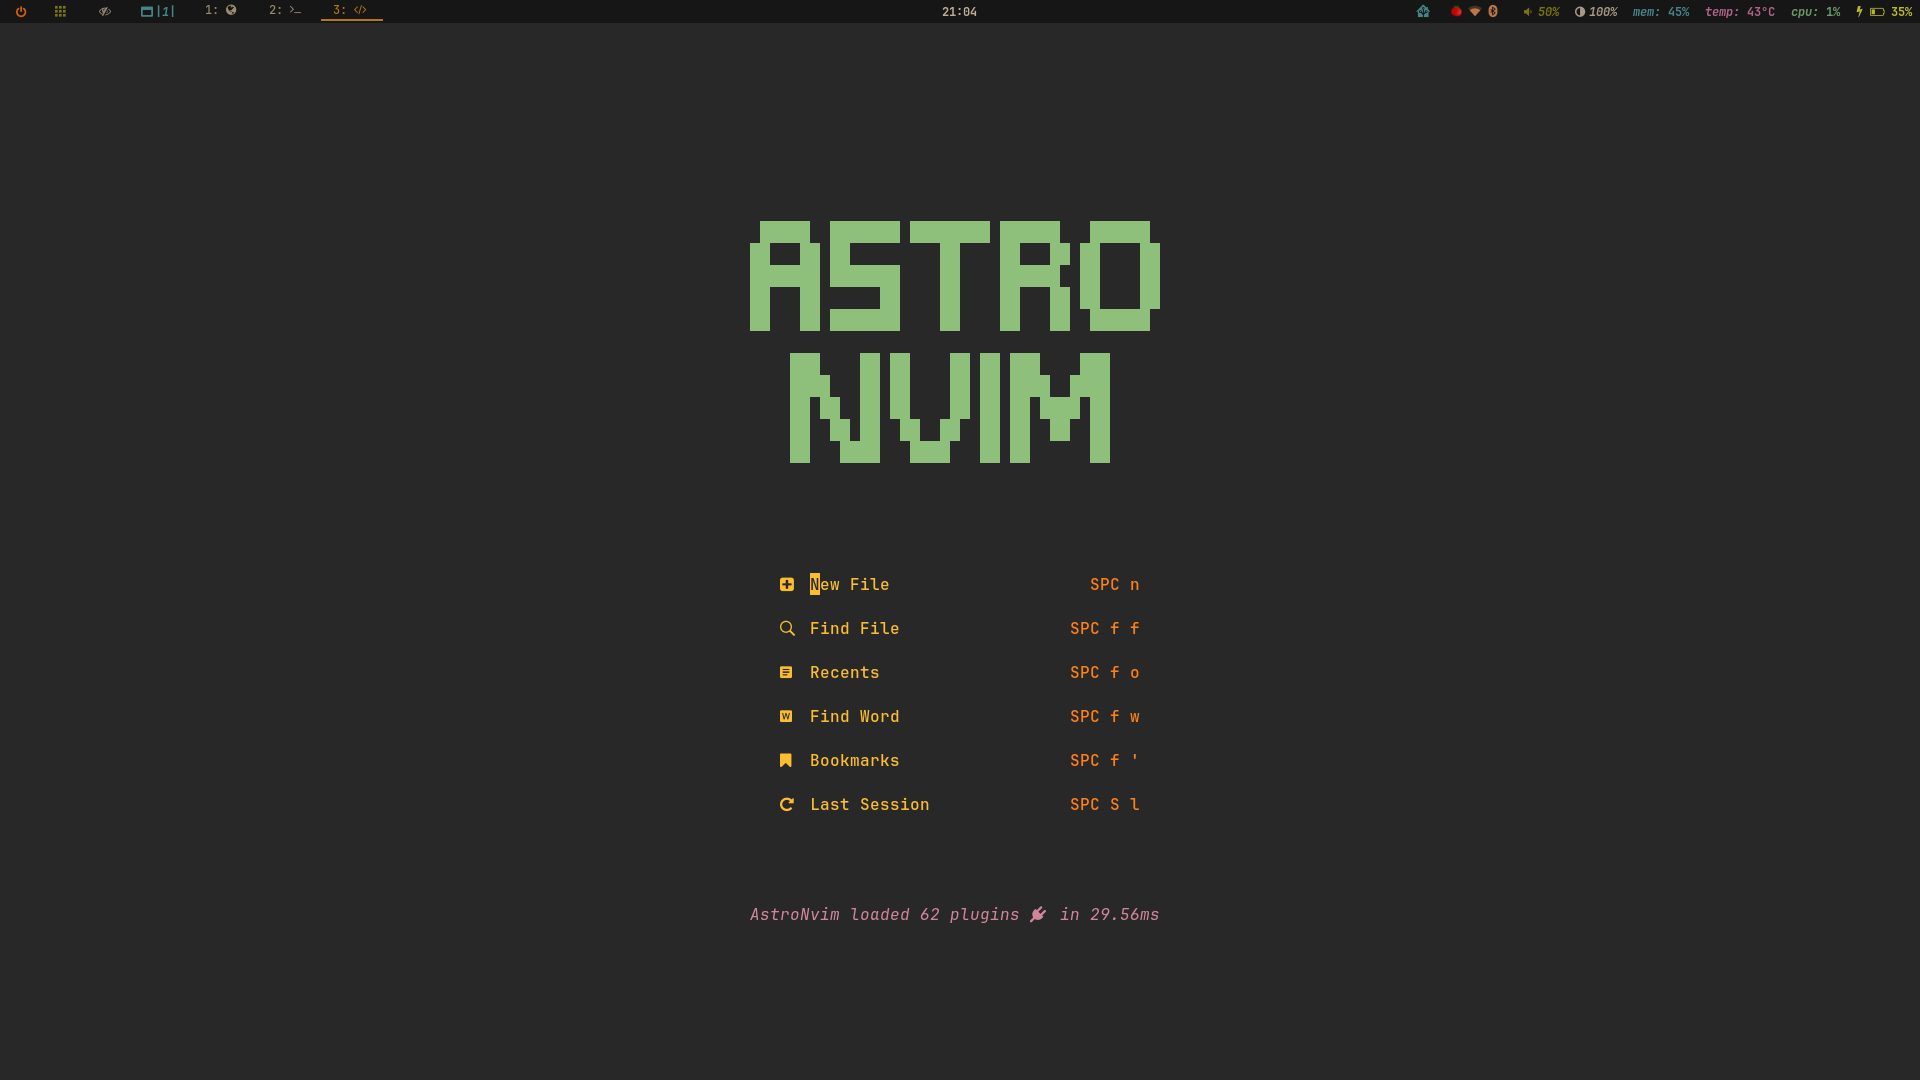 |1| 1: 2: 3: 21:04 50% 100% mem: 45% temp: 43°C cpu: 1% 35%
ASTRO
NVIM
New File SPC n
Find File SPC f f
Recents SPC f o
Find Word SPC f w
Bookmarks SPC f '
Last Session SPC S l
AstroNvim loaded 62 plugins in 29.56ms